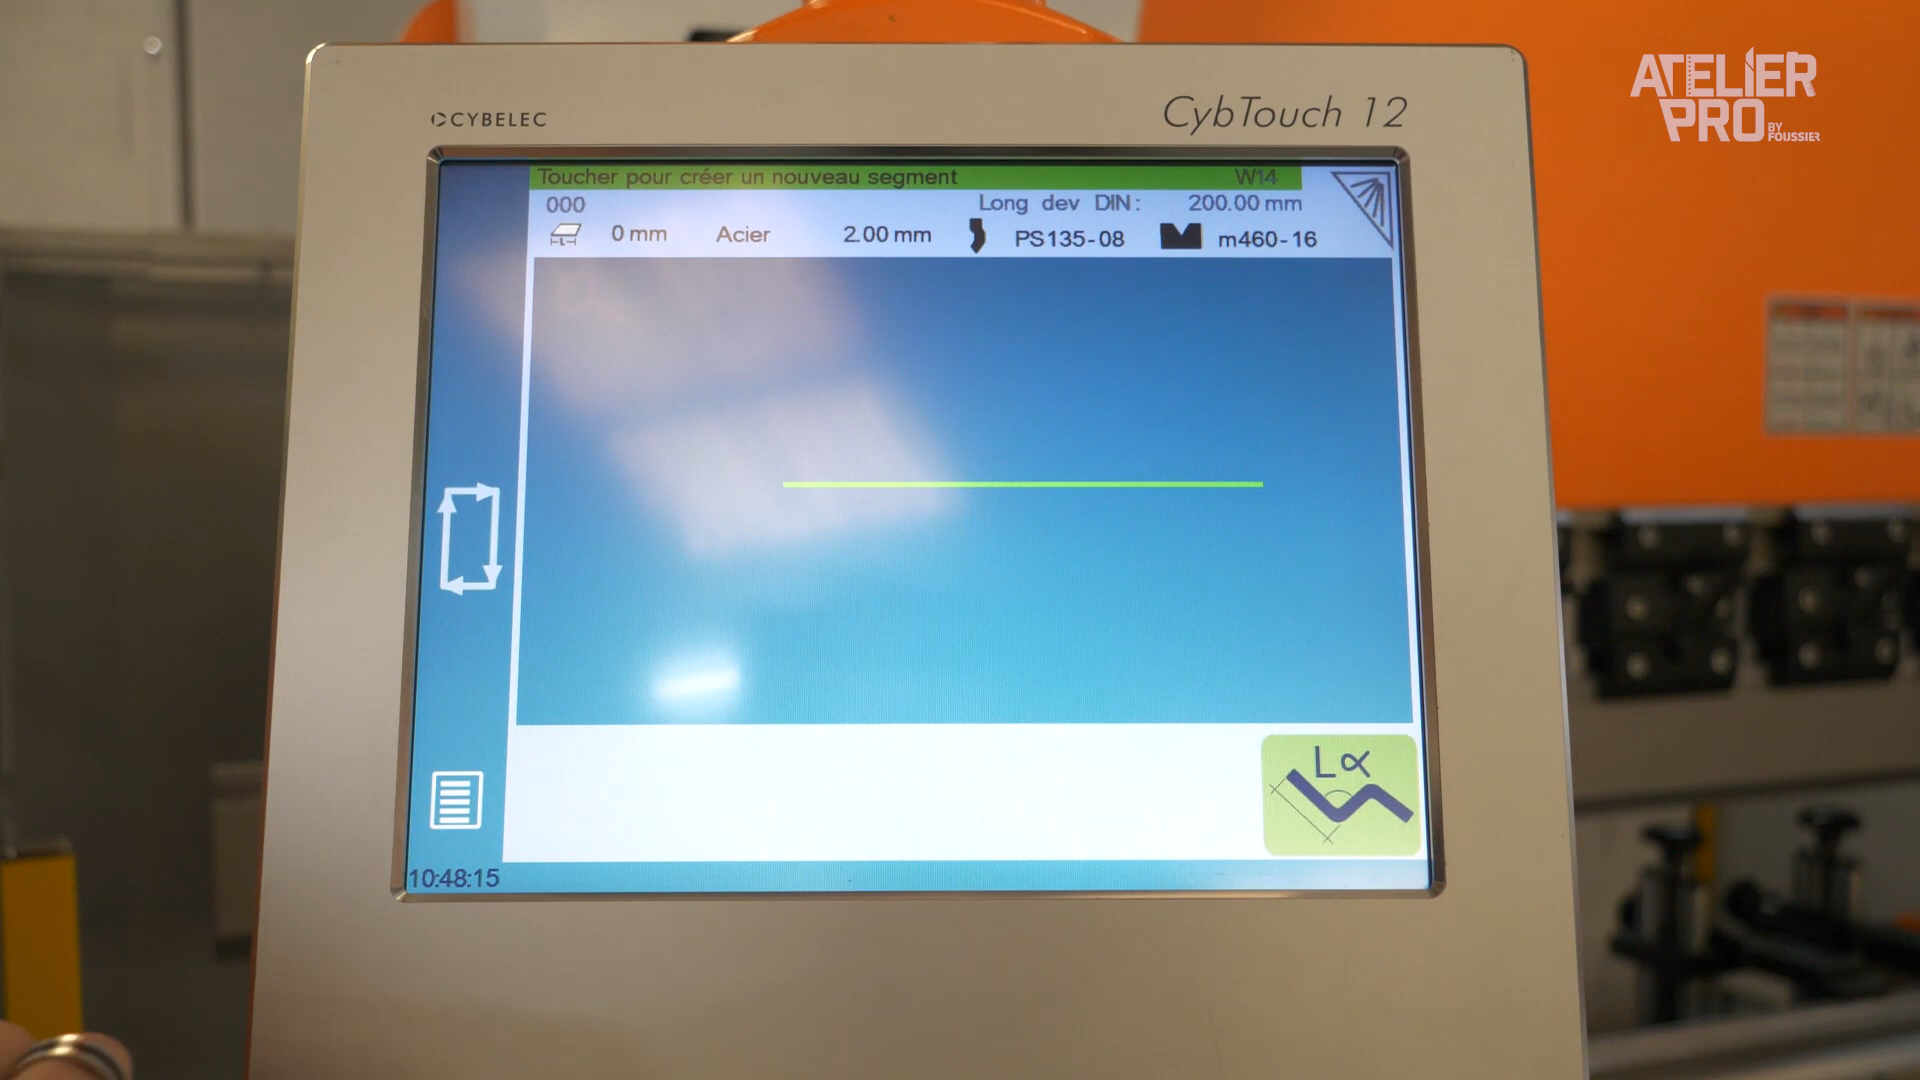 ATELIER
PRO BY FOUSSIER
CYBELEC
CybTouch 12
Toucher pour créer un nouveau segment W14
000 Long dev DIN: 200.00 mm
L 0 mm Acier 2.00 mm PS135-08 m460-16
L∝
10:48:15